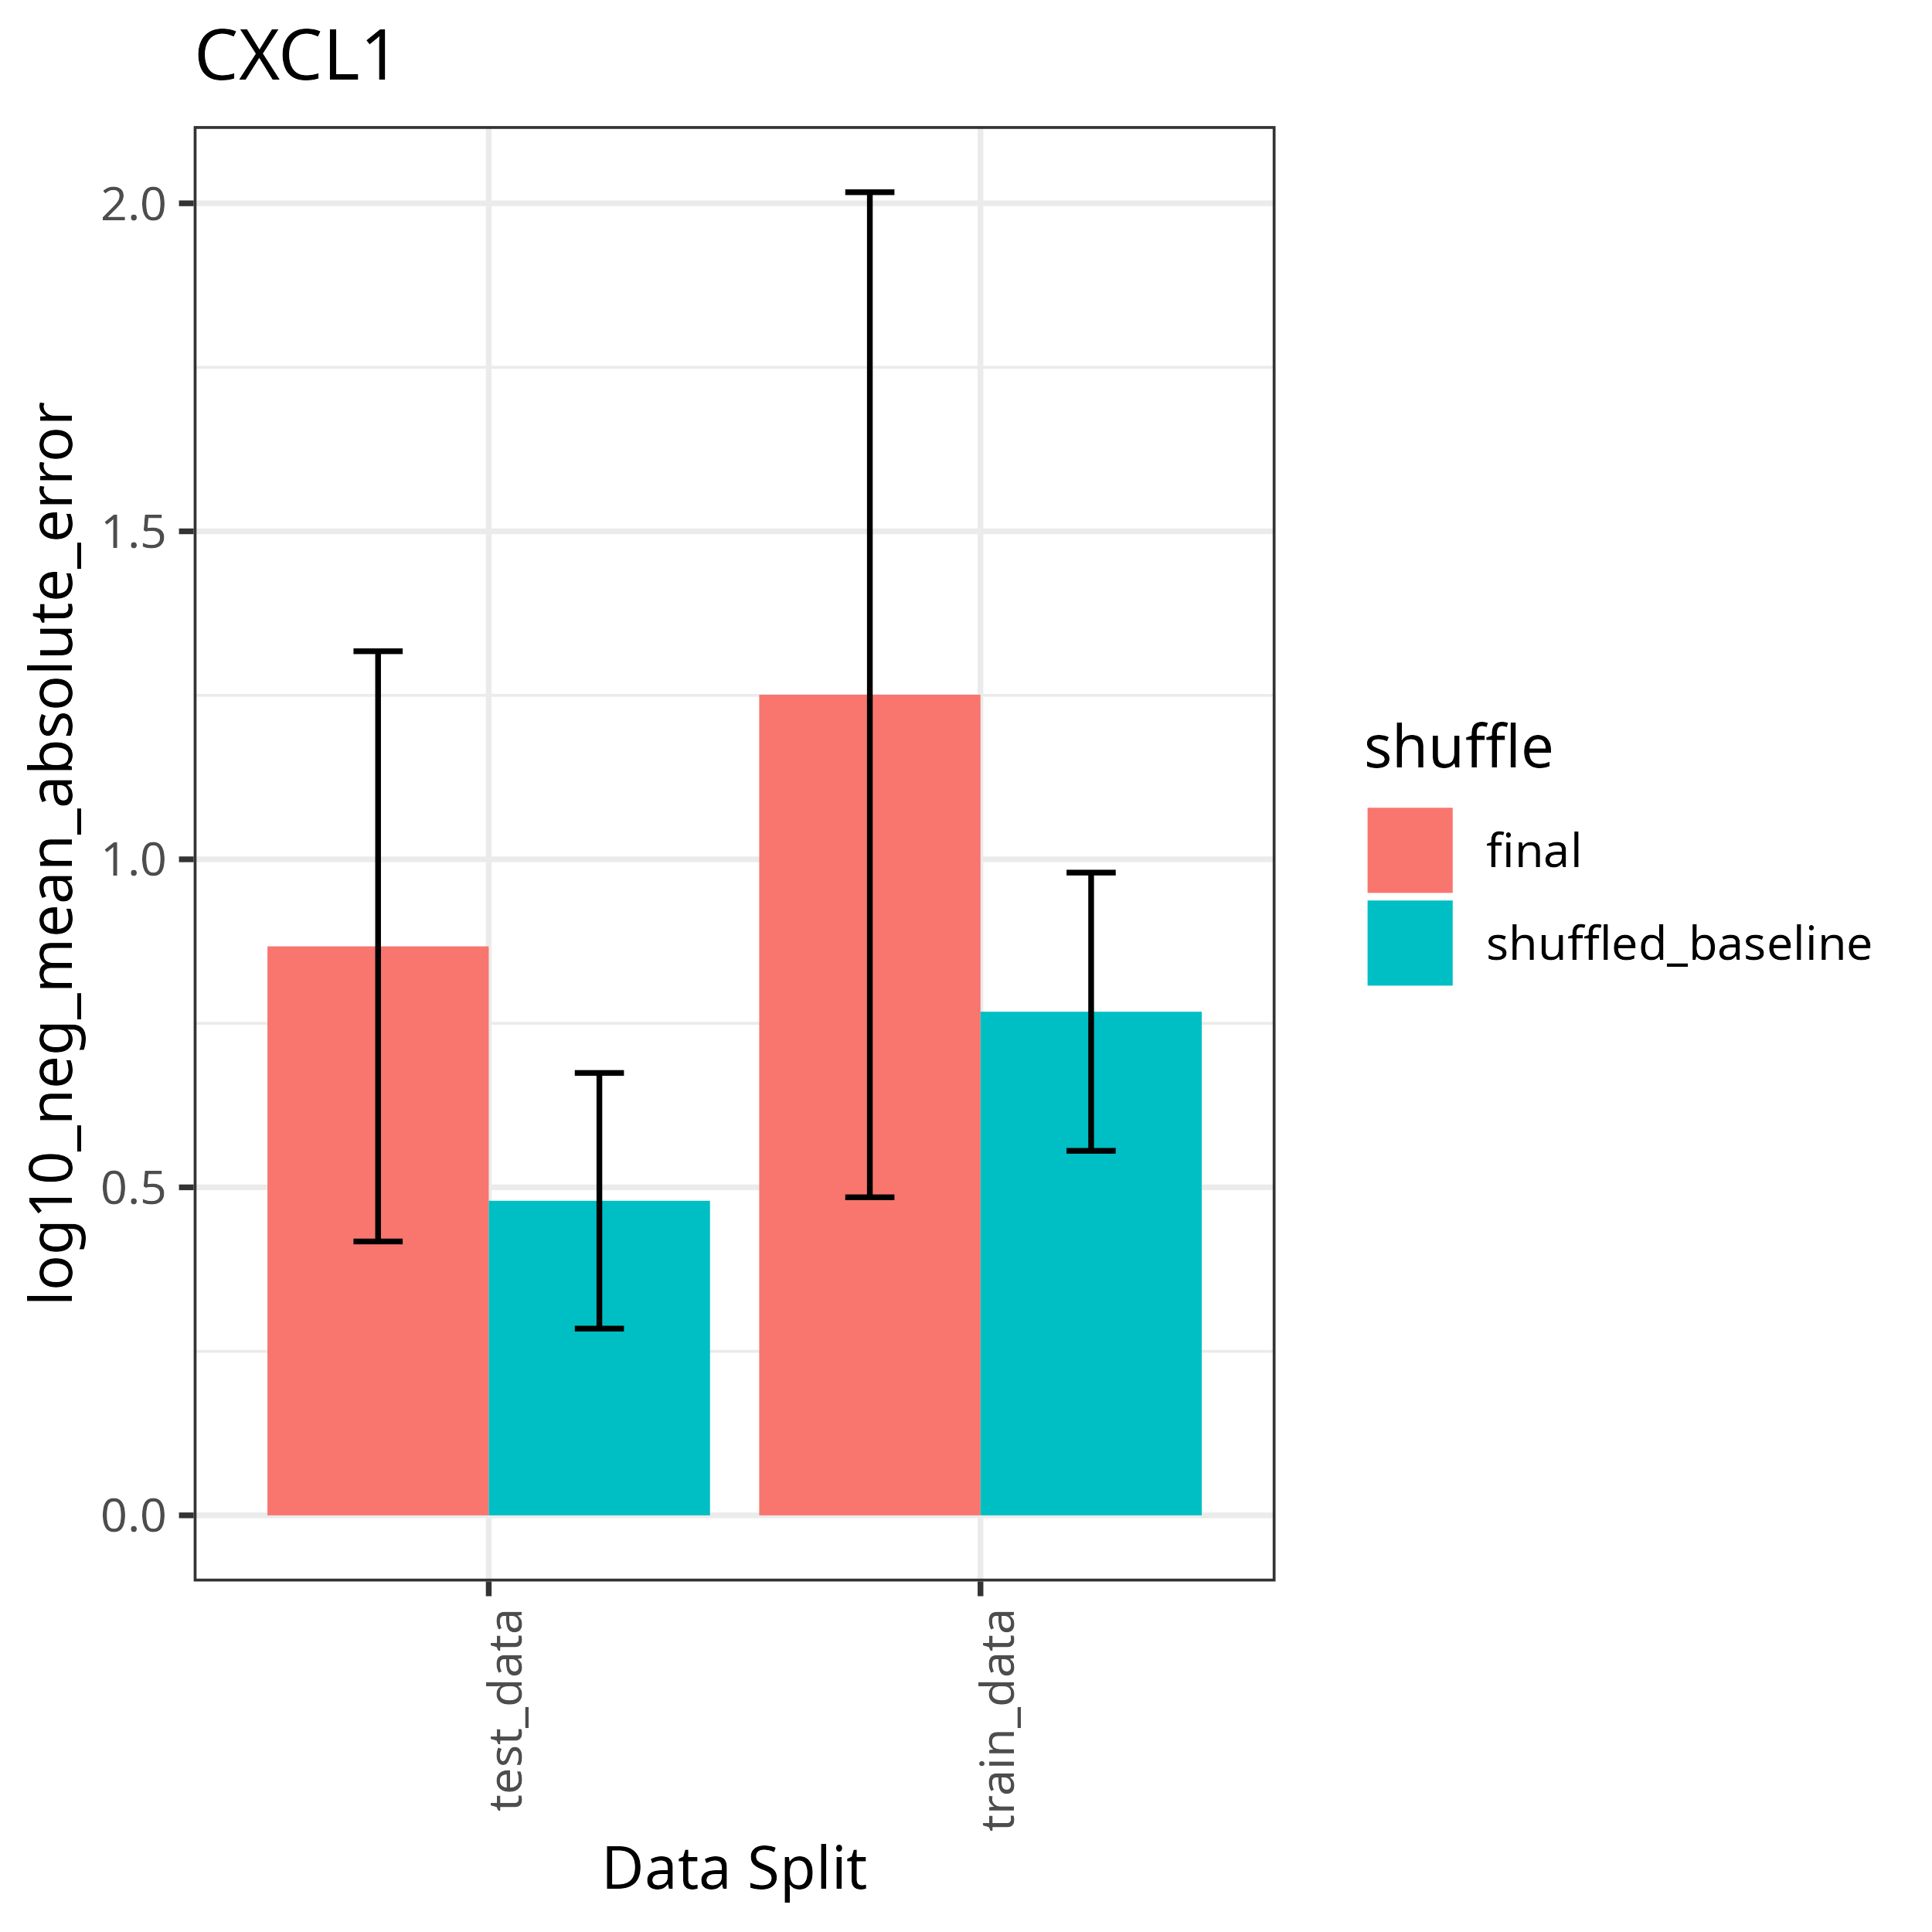 CXCL1
log10_neg_mean_absolute_error
2.0
1.5
1.0
0.5
0.0
test_data
train_data
Data Split
shuffle
final
shuffled_baseline